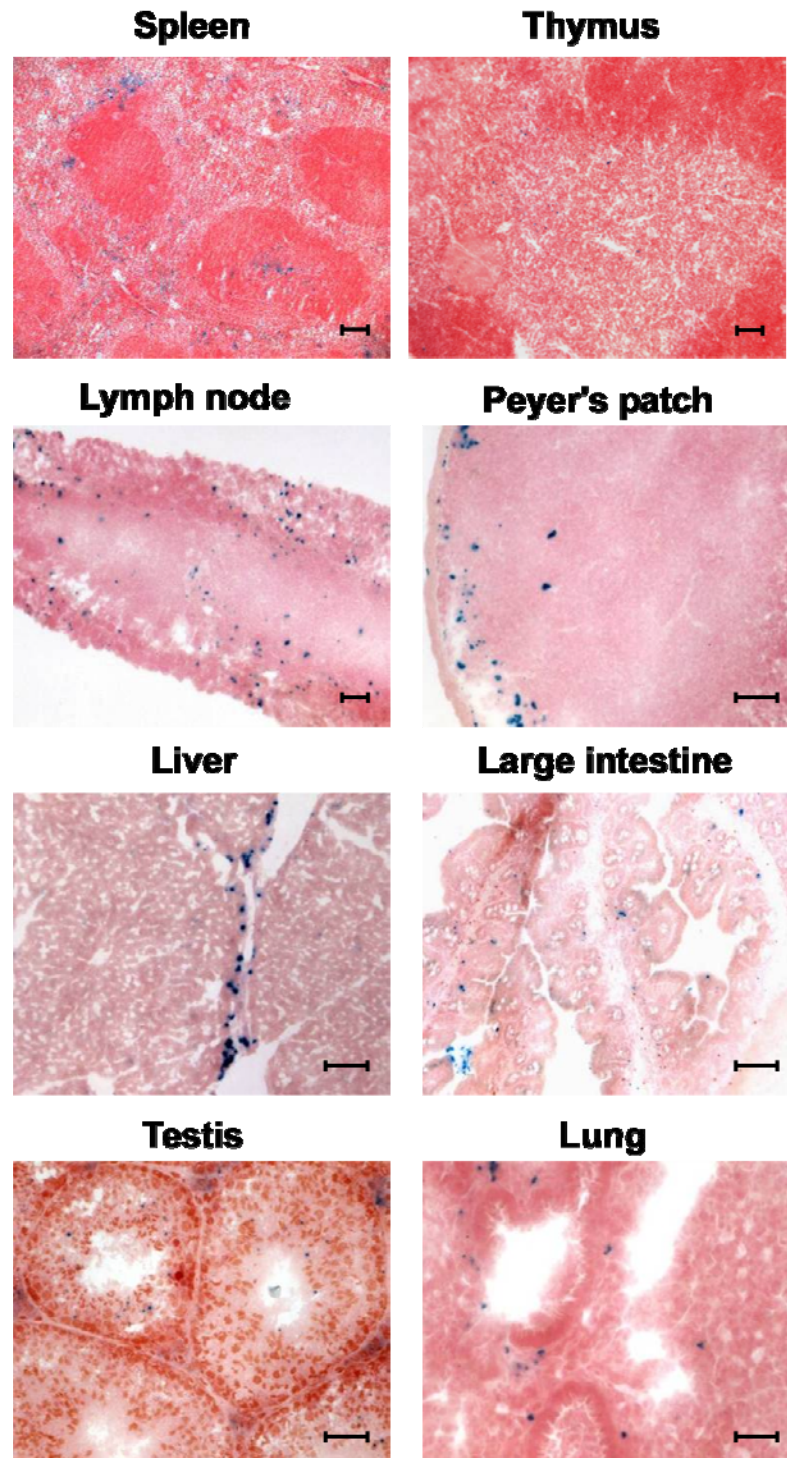 Spleen
Thymus
Lymph node
Peyer's patch
Liver
Large intestine
Testis
Lung